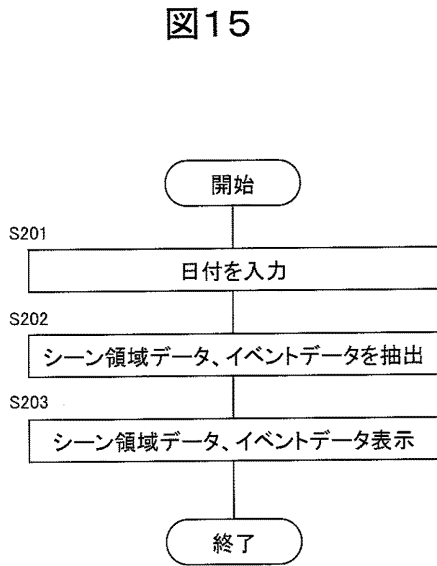 図15
開始
S201
日付を入力
S202
シーン領域データ、イベントデータを抽出
S203
シーン領域データ、イベントデータ表示
終了